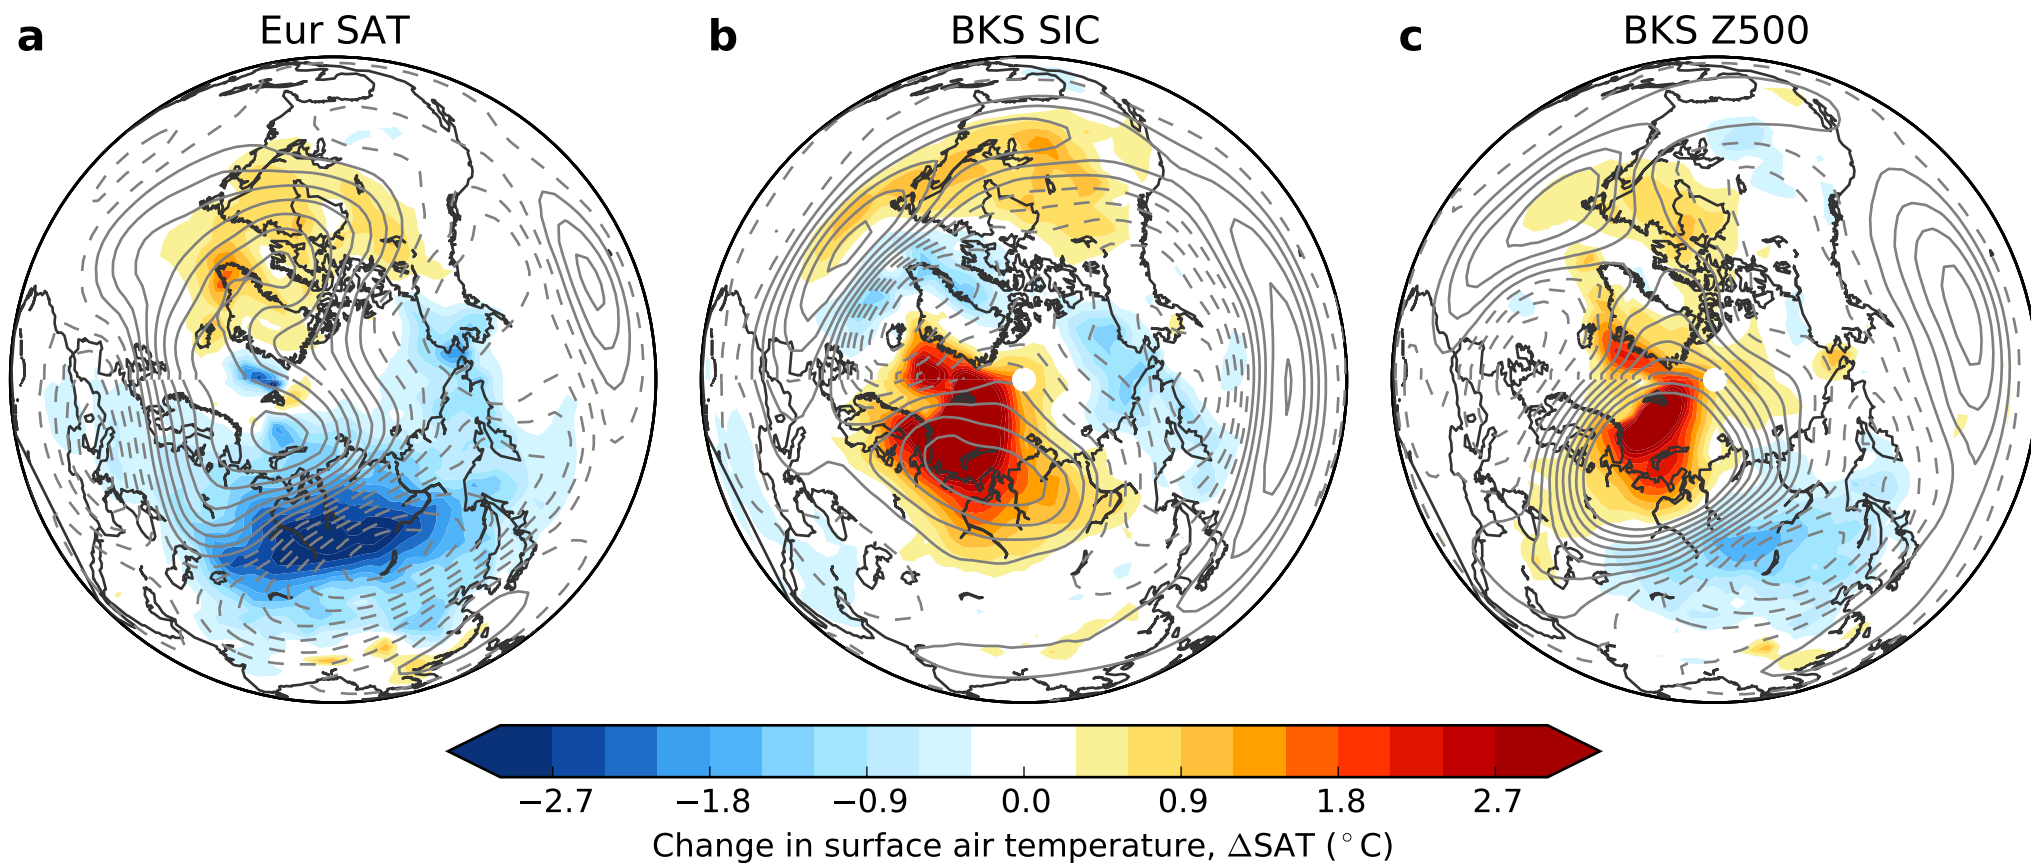 a Eur SAT
b BKS SIC
c BKS Z500
−2.7 −1.8 −0.9 0.0 0.9 1.8 2.7
Change in surface air temperature, ΔSAT (°C)